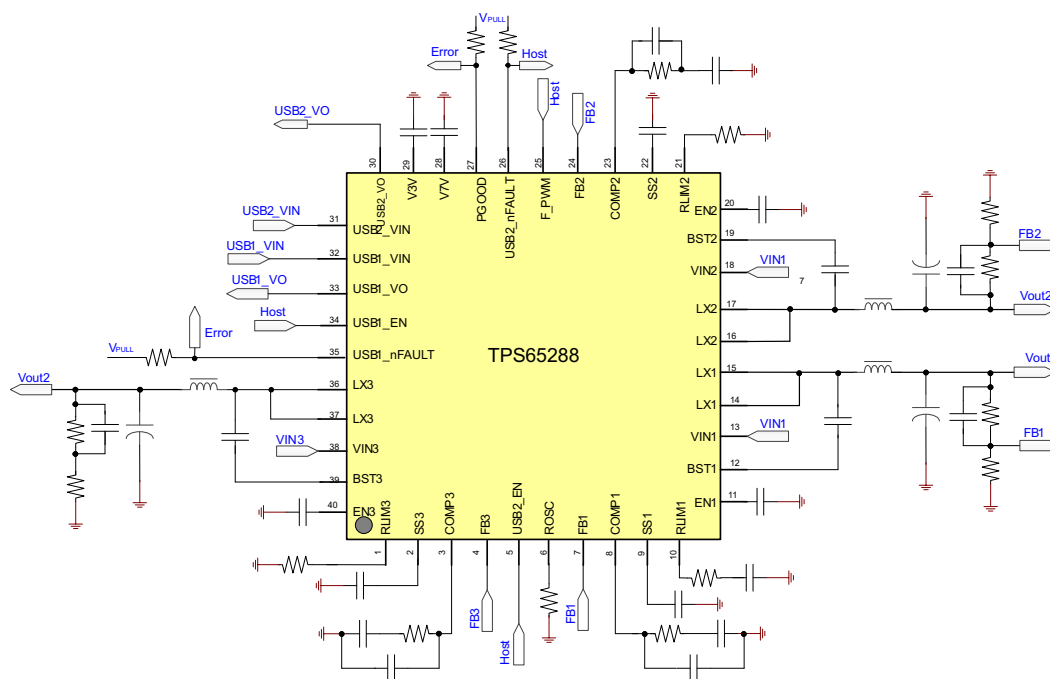 VPULL
Error
Host
Host
FB2
USB2_VO
30
29
28
27
26
25
24
23
22
21
USB2_VO
V3V
V7V
PGOOD
USB2_nFAULT
F_PWM
FB2
COMP2
SS2
RLIM2
USB2_VIN
31
USB2_VIN
USB1_VIN
32
USB1_VIN
USB1_VO
33
USB1_VO
Host
34
USB1_EN
Error
VPULL
35
USB1_nFAULT
Vout2
36
LX3
37
LX3
VIN3
38
VIN3
39
BST3
40
EN3
TPS65288
EN2
20
BST2
19
VIN2
18
VIN1
7
LX2
17
LX2
16
FB2
Vout2
LX1
15
Vout
LX1
14
VIN1
13
VIN1
FB1
BST1
12
EN1
11
RLIM3
SS3
COMP3
FB3
USB2_EN
ROSC
FB1
COMP1
SS1
RLIM1
1
2
3
4
5
6
7
8
9
10
FB3
Host
FB1